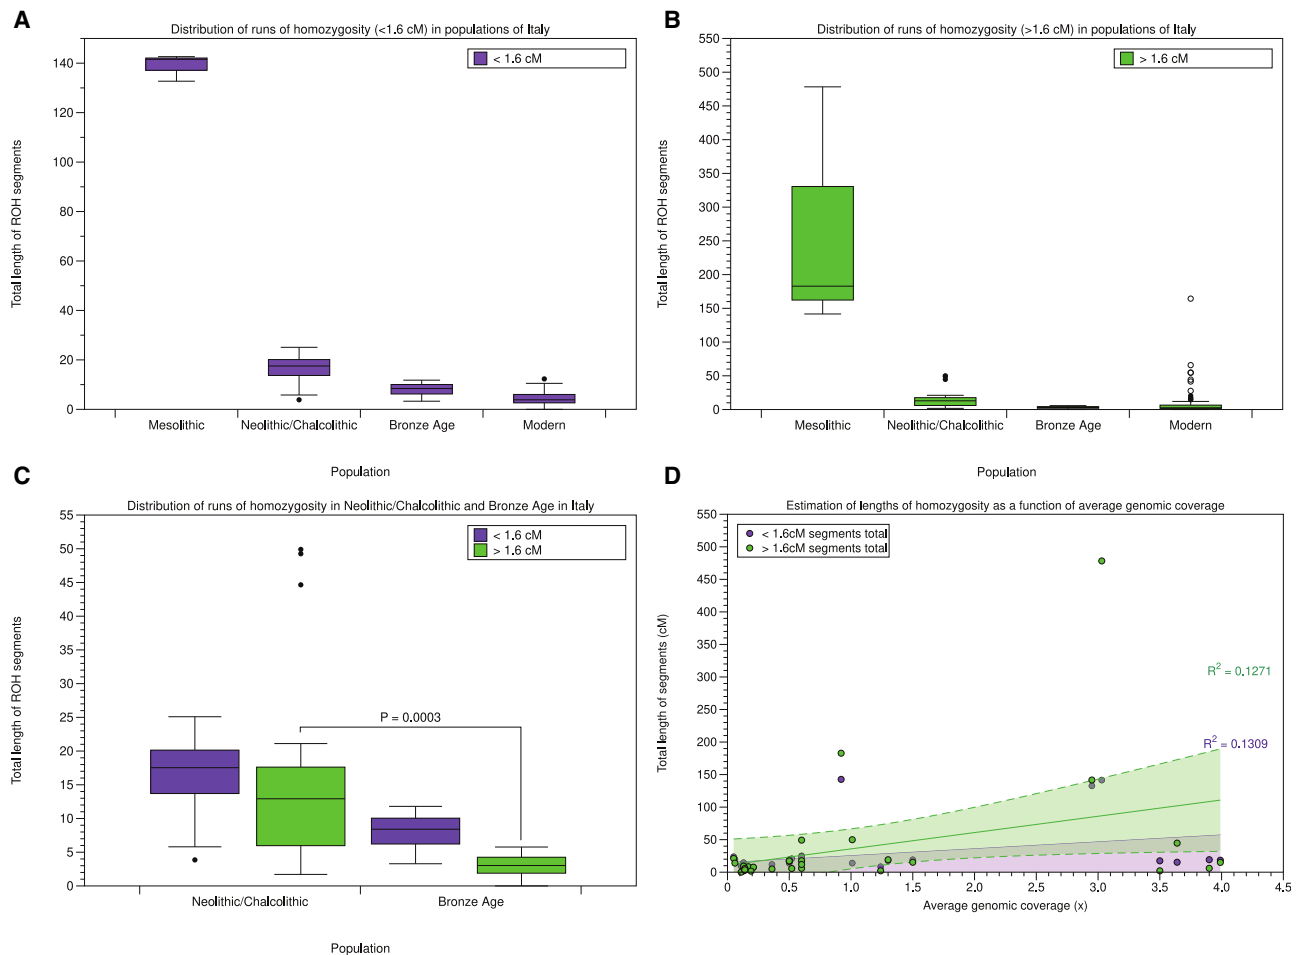 A
Distribution of runs of homozygosity (<1.6 cM) in populations of Italy
< 1.6 cM
140
120
100
80
60
40
20
0
Total length of ROH segments
Mesolithic
Neolithic/Chalcolithic
Bronze Age
Modern
Population
B
Distribution of runs of homozygosity (>1.6 cM) in populations of Italy
> 1.6 cM
550
500
450
400
350
300
250
200
150
100
50
0
Total length of ROH segments
Mesolithic
Neolithic/Chalcolithic
Bronze Age
Modern
Population
C
Distribution of runs of homozygosity in Neolithic/Chalcolithic and Bronze Age in Italy
< 1.6 cM
> 1.6 cM
55
50
45
40
35
30
25
20
15
10
5
0
Total length of ROH segments
P = 0.0003
Neolithic/Chalcolithic
Bronze Age
Population
D
Estimation of lengths of homozygosity as a function of average genomic coverage
< 1.6cM segments total
> 1.6cM segments total
550
500
450
400
350
300
250
200
150
100
50
0
Total length of segments (cM)
R2 = 0.1271
R2 = 0.1309
0
0.5
1.0
1.5
2.0
2.5
3.0
3.5
4.0
4.5
Average genomic coverage (x)